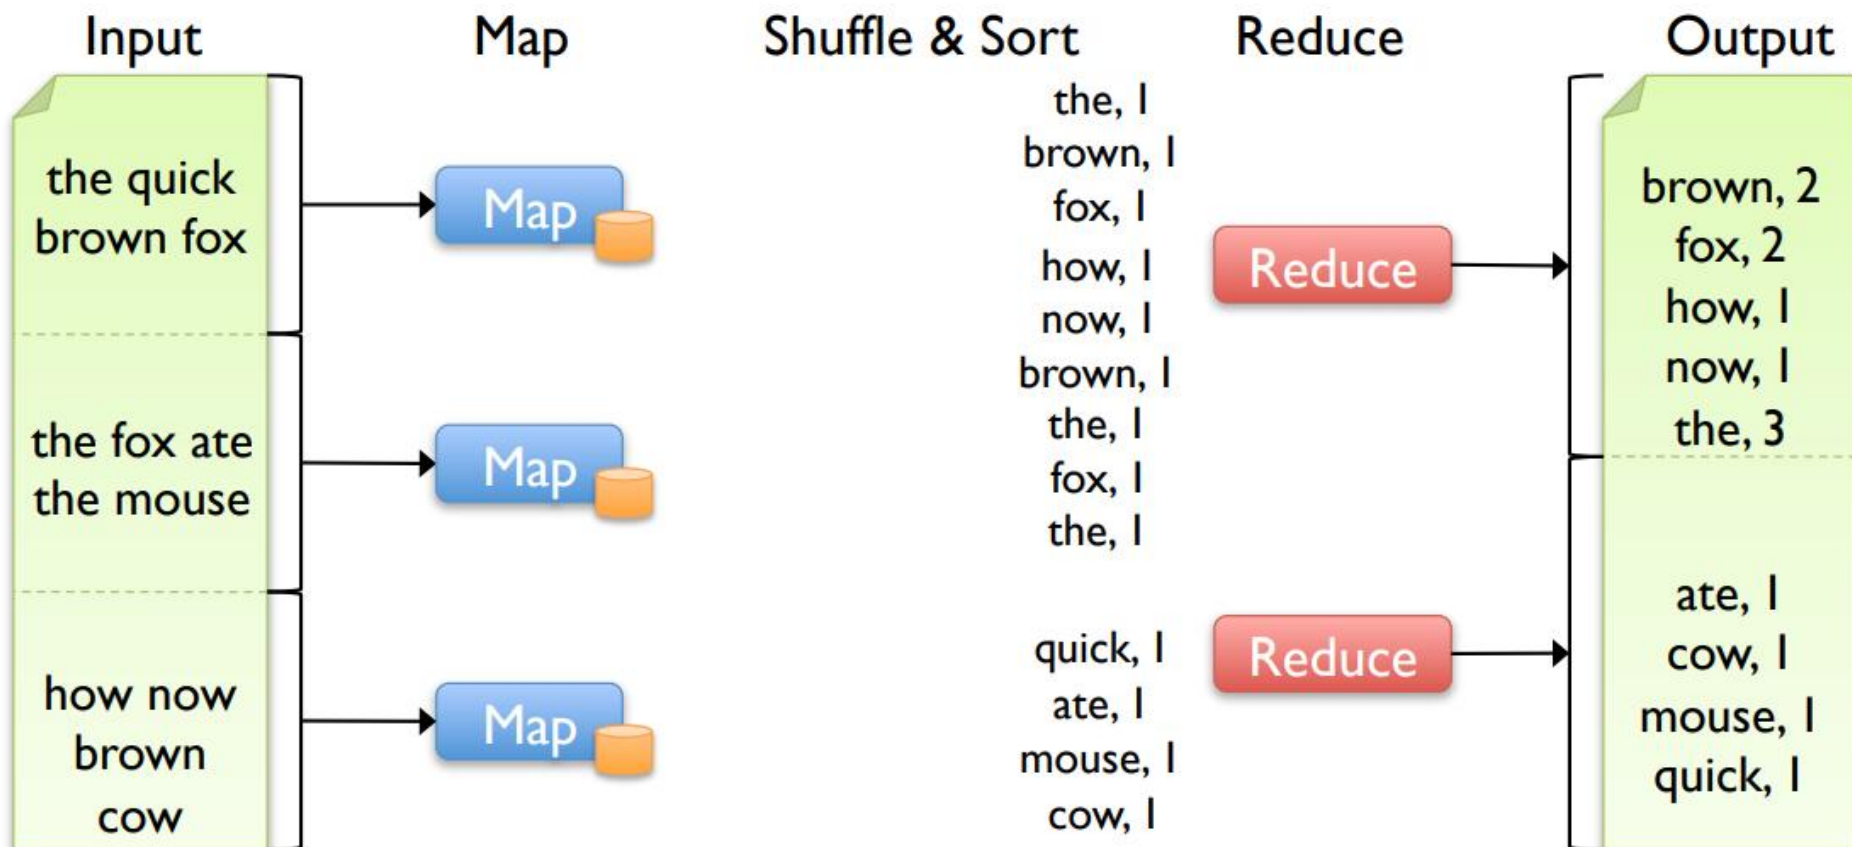 Input
Map
Shuffle & Sort
Reduce
Output
the quick
brown fox
the fox ate
the mouse
how now
brown
cow
Map
Map
Map
the, 1
brown, 1
fox, 1
how, 1
now, 1
brown, 1
the, 1
fox, 1
the, 1
quick, 1
ate, 1
mouse, 1
cow, 1
Reduce
Reduce
brown, 2
fox, 2
how, 1
now, 1
the, 3
ate, 1
cow, 1
mouse, 1
quick, 1